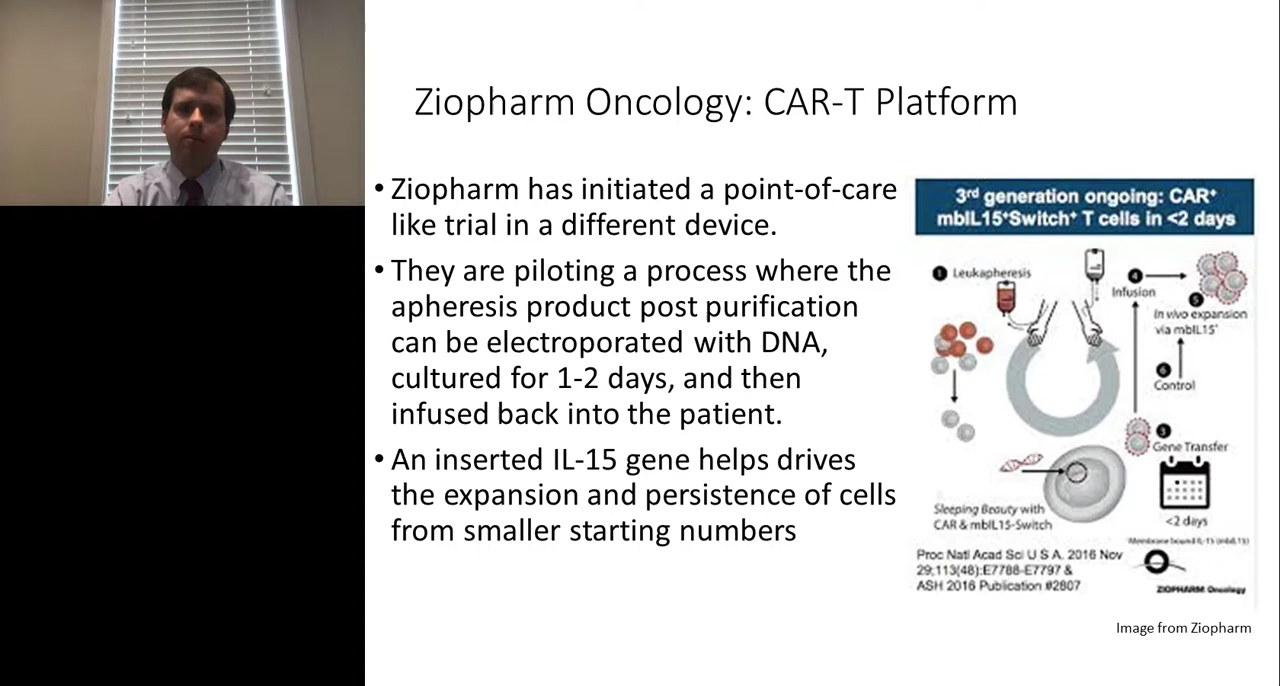 Ziopharm Oncology: CAR-T Platform
• Ziopharm has initiated a point-of-care
like trial in a different device.
• They are piloting a process where the
apheresis product post purification
can be electroporated with DNA,
cultured for 1-2 days, and then
infused back into the patient.
• An inserted IL-15 gene helps drives
the expansion and persistence of cells
from smaller starting numbers
3rd generation ongoing: CAR+
mbIL15+Switch+ T cells in <2 days
1 Leukapheresis
4
Infusion
5
In vivo expansion
via mbIL15+
6
Control
3
Gene Transfer
Sleeping Beauty with
CAR & mbIL15-Switch
<2 days
Membrane bound IL-15 (mbIL15)
Proc Natl Acad Sci U S A. 2016 Nov
29;113(48):E7788-E7797 &
ASH 2016 Publication #2807
ZIOPHARM Oncology
Image from Ziopharm